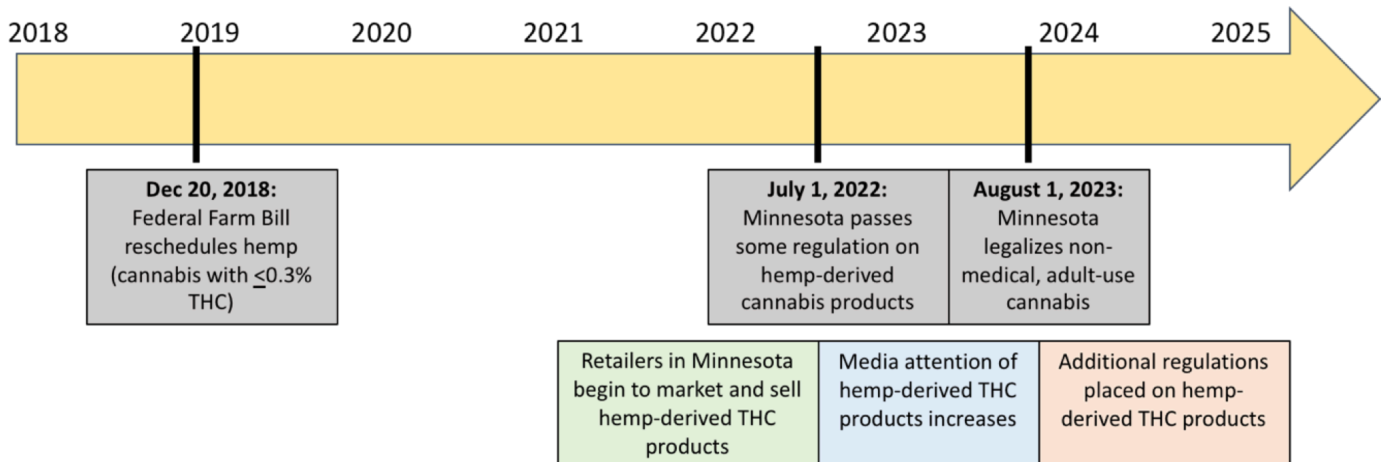 2018 2019 2020 2021 2022 2023 2024 2025
Dec 20, 2018:
Federal Farm Bill
reschedules hemp
(cannabis with ≤0.3%
THC)
July 1, 2022:
Minnesota passes
some regulation on
hemp-derived
cannabis products
August 1, 2023:
Minnesota
legalizes non-
medical, adult-use
cannabis
Retailers in Minnesota
begin to market and sell
hemp-derived THC
products
Media attention of
hemp-derived THC
products increases
Additional regulations
placed on hemp-
derived THC products